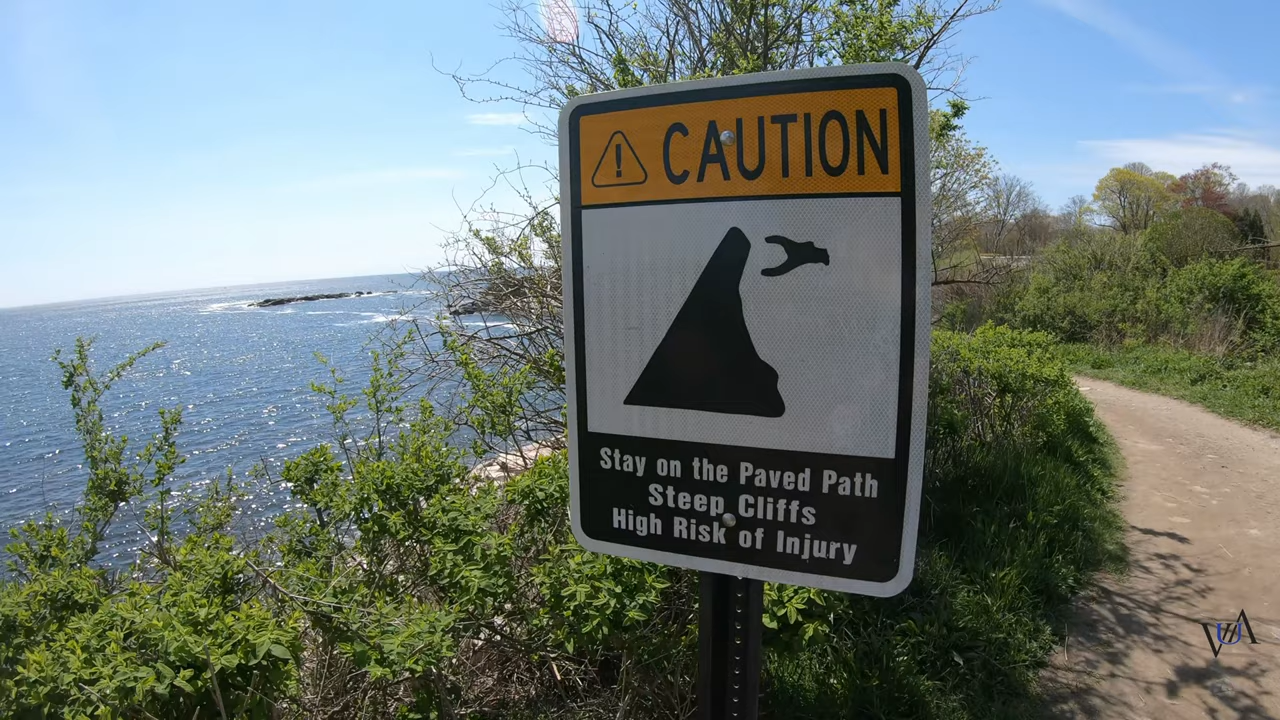 CAUTION
Stay on the Paved Path
Steep Cliffs
High Risk of Injury